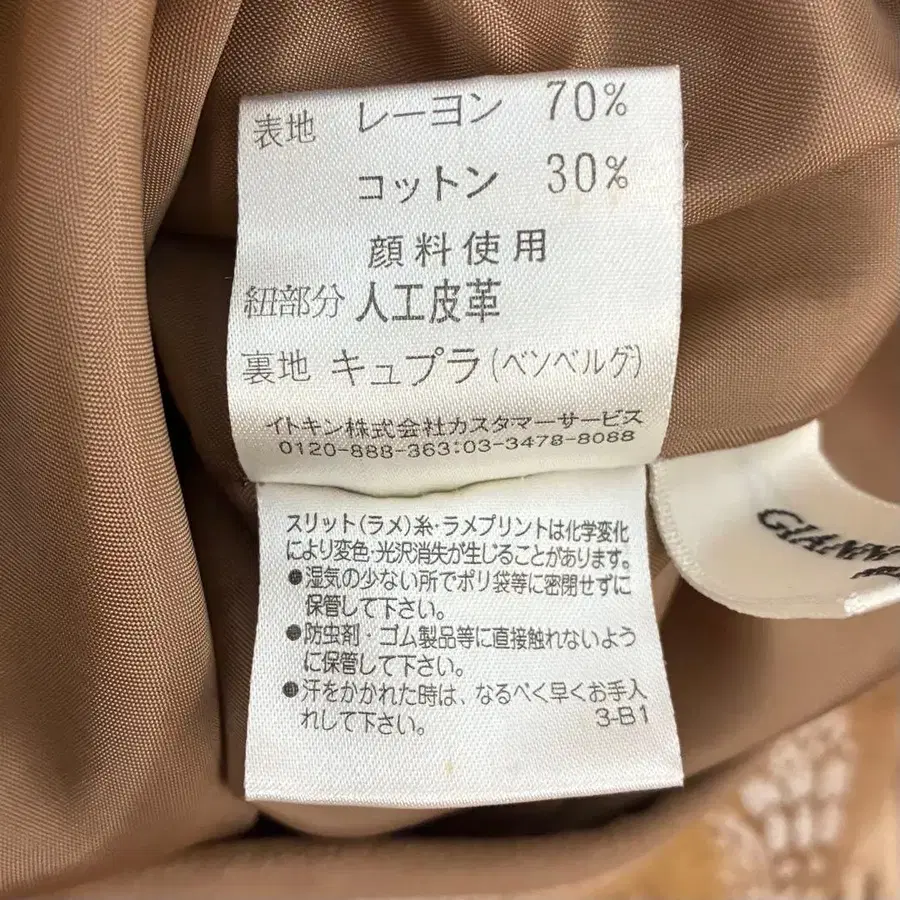 表地 レーヨン 70%
コットン 30%
顔料使用
紐部分 人工皮革
裏地 キュプラ(ベンベルグ)
イトキン株式会社カスタマーサービス
0120-888-363:03-3478-8088
スリット(ラメ)糸・ラメプリントは化学変化
により変色・光沢消失が生じることがあります。
●湿気の少ない所でポリ袋等に密閉せずに
保管して下さい。
●防虫剤・ゴム製品等に直接触れないよう
に保管して下さい。
●汗をかかれた時は、なるべく早くお手入
れして下さい。
3-B1
GIANN